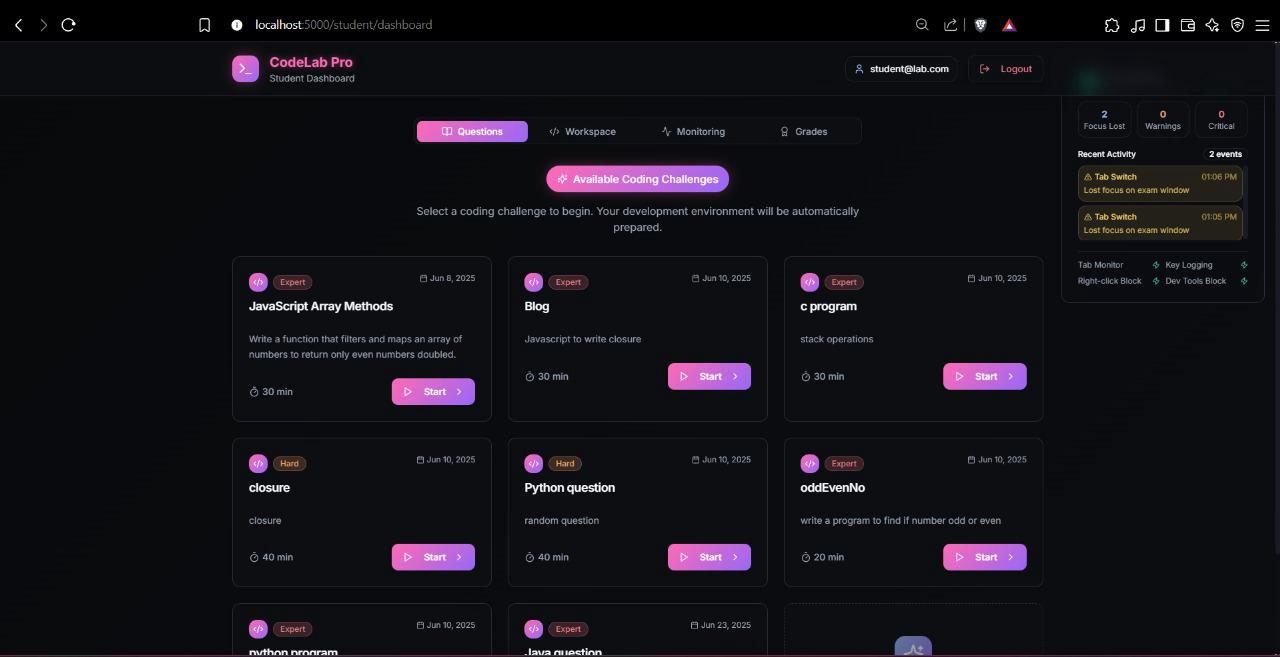 localhost:5000/student/dashboard
CodeLab Pro
Student Dashboard
student@lab.com
Logout
Questions
Workspace
Monitoring
Grades
Available Coding Challenges
Select a coding challenge to begin. Your development environment will be automatically
prepared.
Expert
Jun 8, 2025
JavaScript Array Methods
Write a function that filters and maps an array of
numbers to return only even numbers doubled.
30 min
Start
Expert
Jun 10, 2025
Blog
Javascript to write closure
30 min
Start
Expert
Jun 10, 2025
c program
stack operations
30 min
Start
Hard
Jun 10, 2025
closure
closure
40 min
Start
Hard
Jun 10, 2025
Python question
random question
40 min
Start
Expert
Jun 10, 2025
oddEvenNo
write a program to find if number odd or even
20 min
Start
Expert
Jun 10, 2025
python program
Expert
Jun 23, 2025
Java question
2
Focus Lost
0
Warnings
0
Critical
Recent Activity
2 events
Tab Switch
01:06 PM
Lost focus on exam window
Tab Switch
01:05 PM
Lost focus on exam window
Tab Monitor
Key Logging
Right-click Block
Dev Tools Block